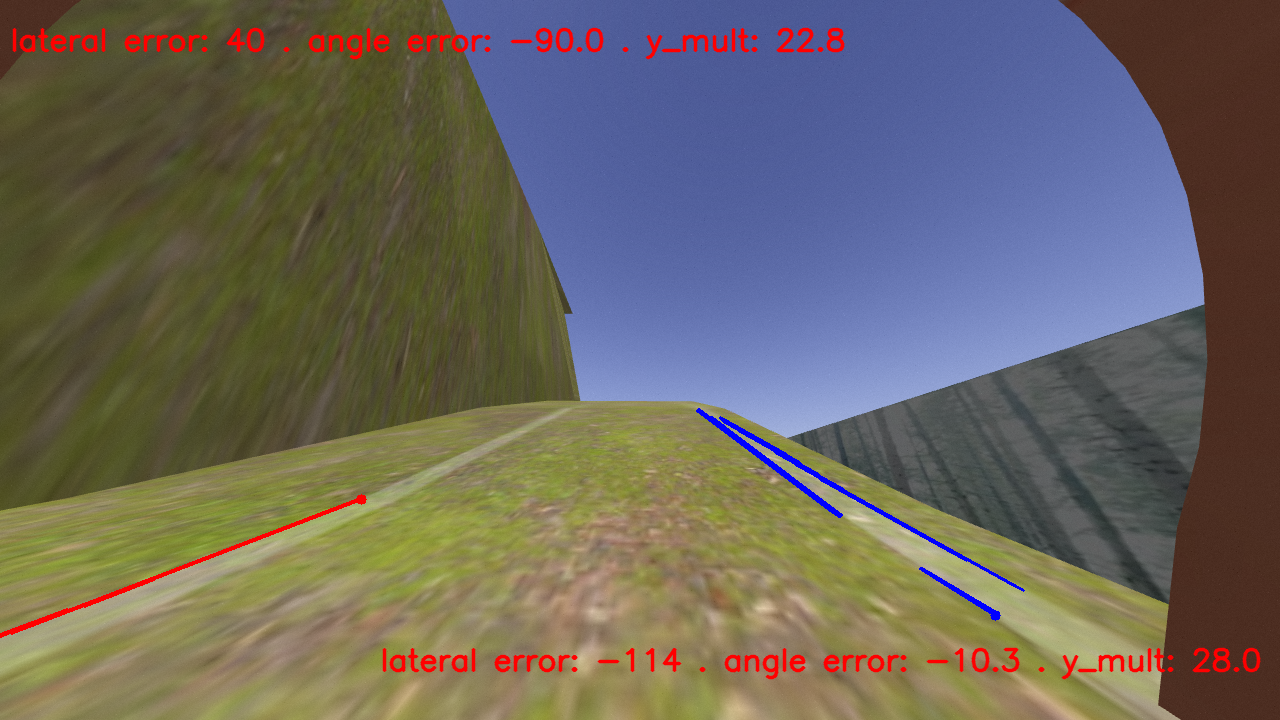 lateral error: 40 . angle error: -90.0 . y_mult: 22.8
lateral error: -114 . angle error: -10.3 . y_mult: 28.0